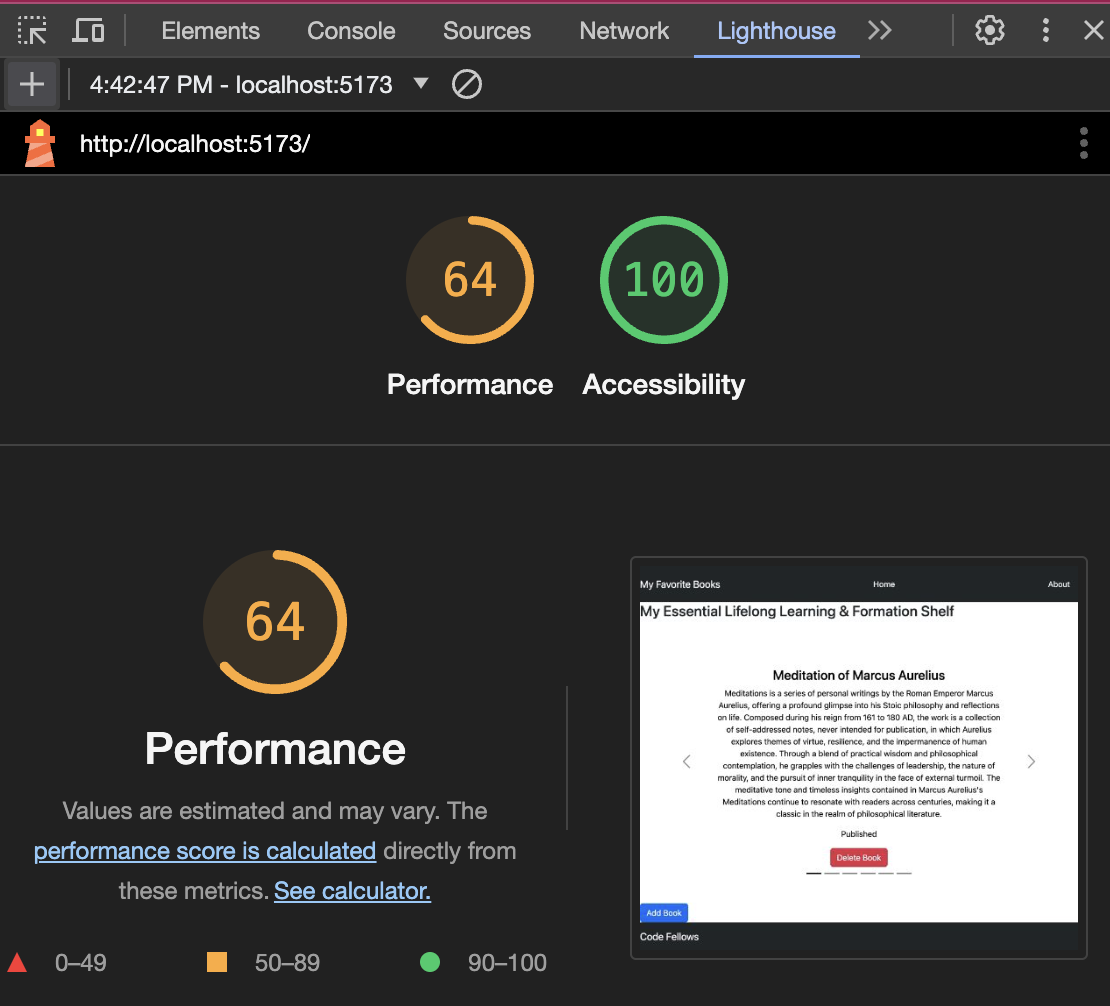 Elements Console Sources Network Lighthouse
4:42:47 PM - localhost:5173
http://localhost:5173/
64 100
Performance Accessibility
64
Performance
Values are estimated and may vary. The
performance score is calculated directly from
these metrics. See calculator.
0–49 50–89 90–100
My Favorite Books Home About
My Essential Lifelong Learning & Formation Shelf
Meditation of Marcus Aurelius
Meditations is a series of personal writings by the Roman Emperor Marcus
Aurelius, offering a profound glimpse into his Stoic philosophy and reflections
on life. Composed during his reign from 161 to 180 AD, the work is a collection
of self-addressed notes, never intended for publication, in which Aurelius
explores themes of virtue, resilience, and the impermanence of human
existence. Through a blend of practical wisdom and philosophical
contemplation, he grapples with the challenges of leadership, the nature of
morality, and the pursuit of inner tranquility in the face of external turmoil. The
meditative tone and timeless insights contained in Marcus Aurelius's
Meditations continue to resonate with readers across centuries, making it a
classic in the realm of philosophical literature.
Published
Delete Book
Add Book
Code Fellows